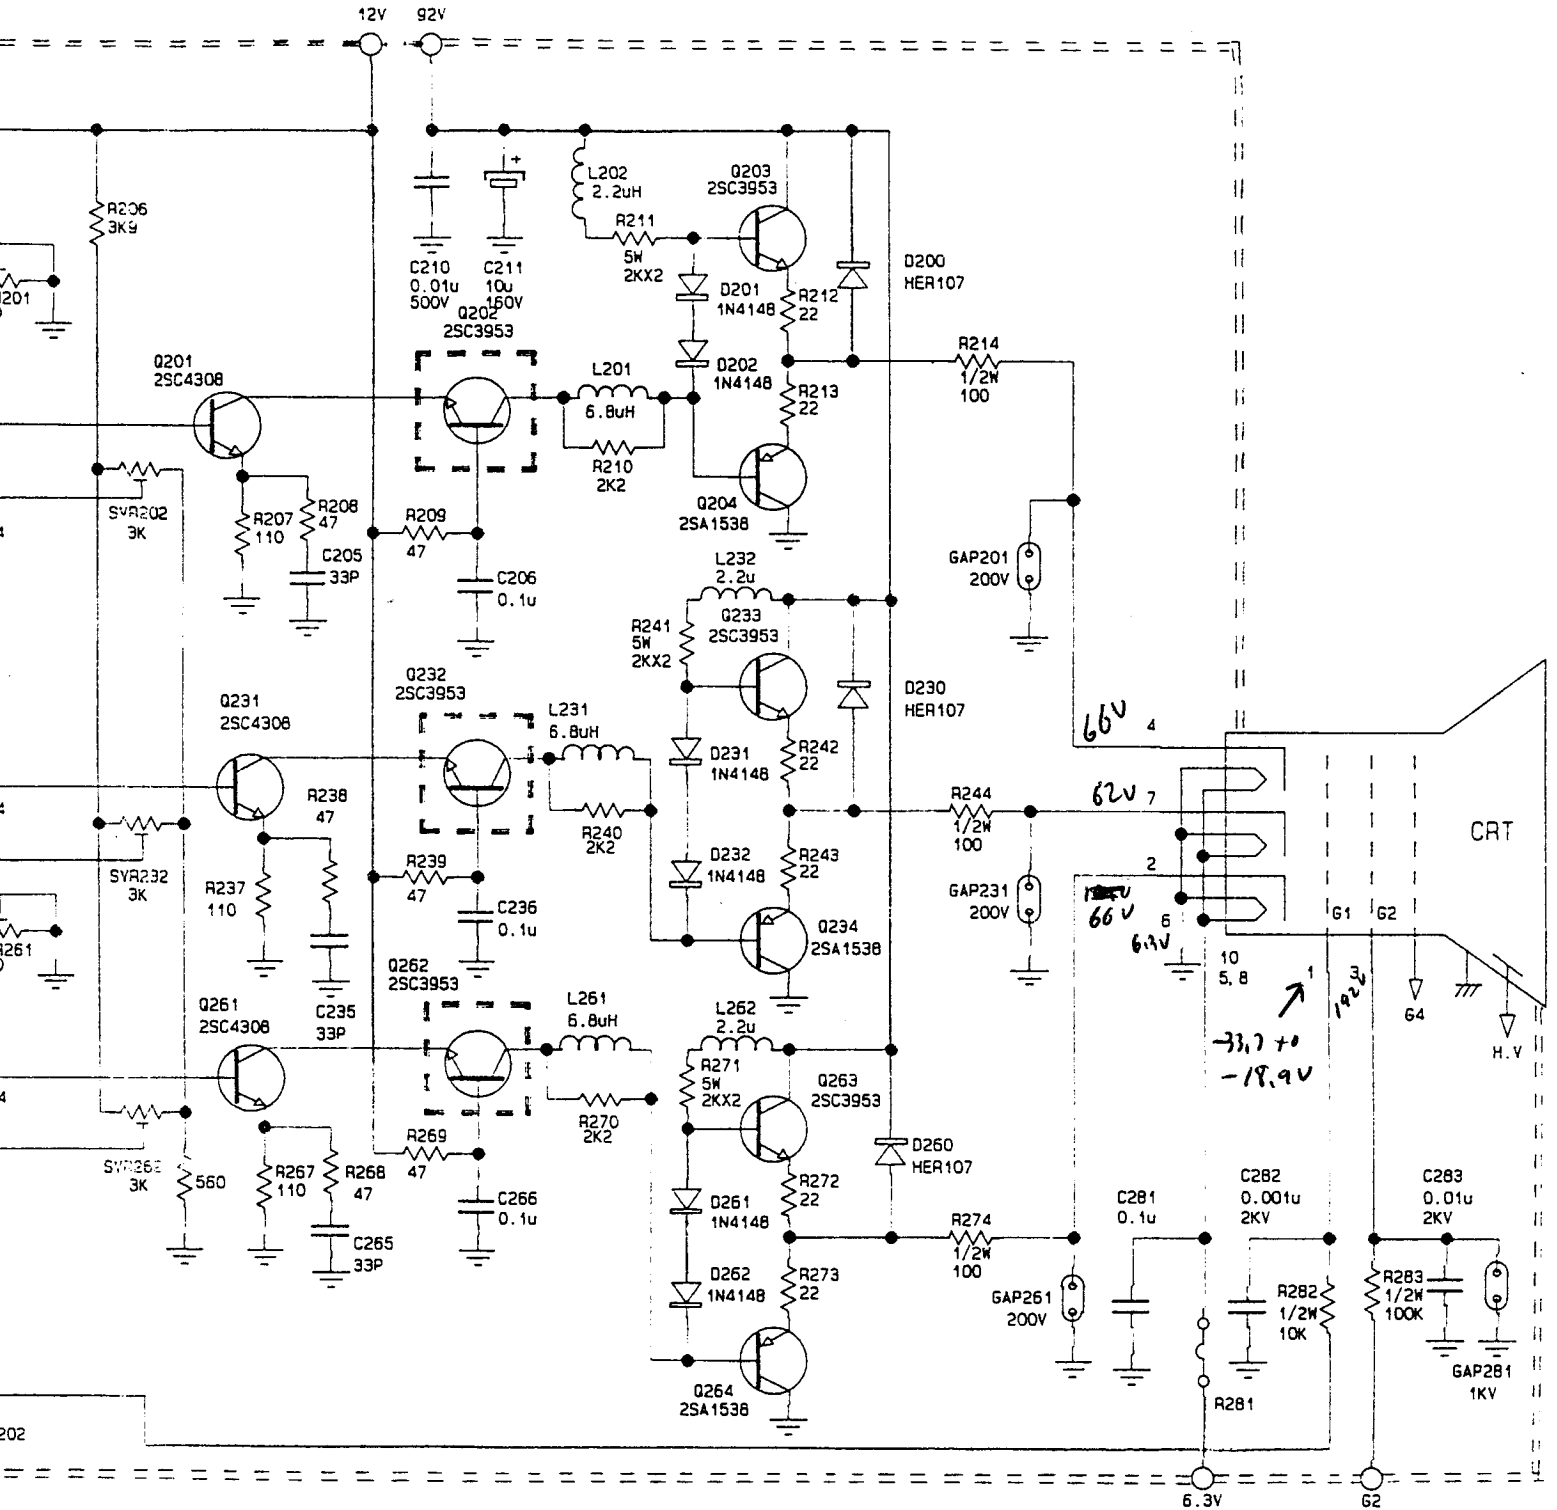 12V
92V
R206
3K9
L202
2.2uH
Q203
2SC3953
R211
5W
2KX2
C210
0.01u
500V
C211
10u
160V
+
D201
1N4148
R212
22
D200
HER107
Q202
2SC3953
Q201
2SC4308
L201
6.8uH
D202
1N4148
R213
22
R214
1/2W
100
R210
2K2
Q204
2SA1538
SVR202
3K
R207
110
R208
47
R209
47
C205
33P
C206
0.1u
GAP201
200V
L232
2.2u
Q233
2SC3953
R241
5W
2KX2
Q232
2SC3953
Q231
2SC4308
L231
6.8uH
D230
HER107
66V
4
D231
1N4148
R242
22
R238
47
R240
2K2
R244
1/2W
100
62V
7
CRT
SVR232
3K
R237
110
R239
47
D232
1N4148
R243
22
GAP231
200V
2
66V
6
6.3V
C236
0.1u
Q234
2SA1538
G1
G2
R261
Q262
2SC3953
10
5,8
1
3
192V
G4
H.V
Q261
2SC4308
C235
33P
L261
6.8uH
L262
2.2u
-33.7 to
-18.9V
R271
5W
2KX2
Q263
2SC3953
R270
2K2
R269
47
D260
HER107
SVR262
3K
560
R267
110
R268
47
C266
0.1u
D261
1N4148
R272
22
R274
1/2W
100
C281
0.1u
C282
0.001u
2KV
C283
0.01u
2KV
C265
33P
D262
1N4148
R273
22
GAP261
200V
R282
1/2W
10K
R283
1/2W
100K
GAP281
1KV
Q264
2SA1538
R281
202
6.3V
G2